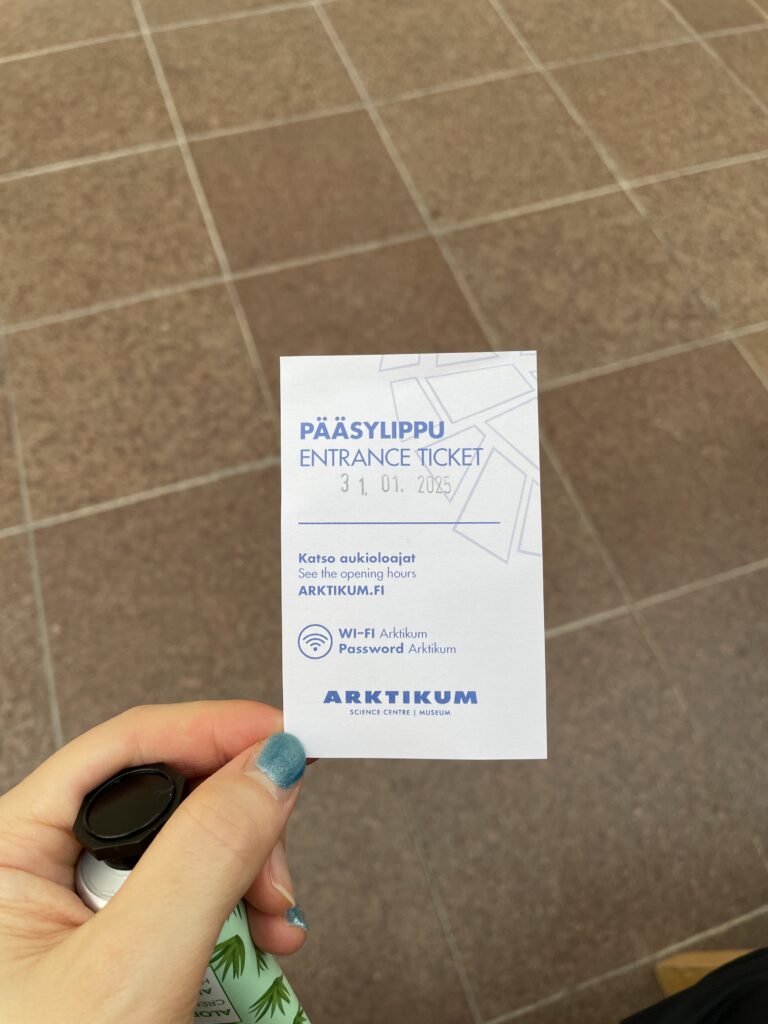 PÄÄSYLIPPU
ENTRANCE TICKET
31. 01. 2025
Katso aukioloajat
See the opening hours
ARKTIKUM.FI
WI-FI Arktikum
Password Arktikum
ARKTIKUM
SCIENCE CENTRE | MUSEUM